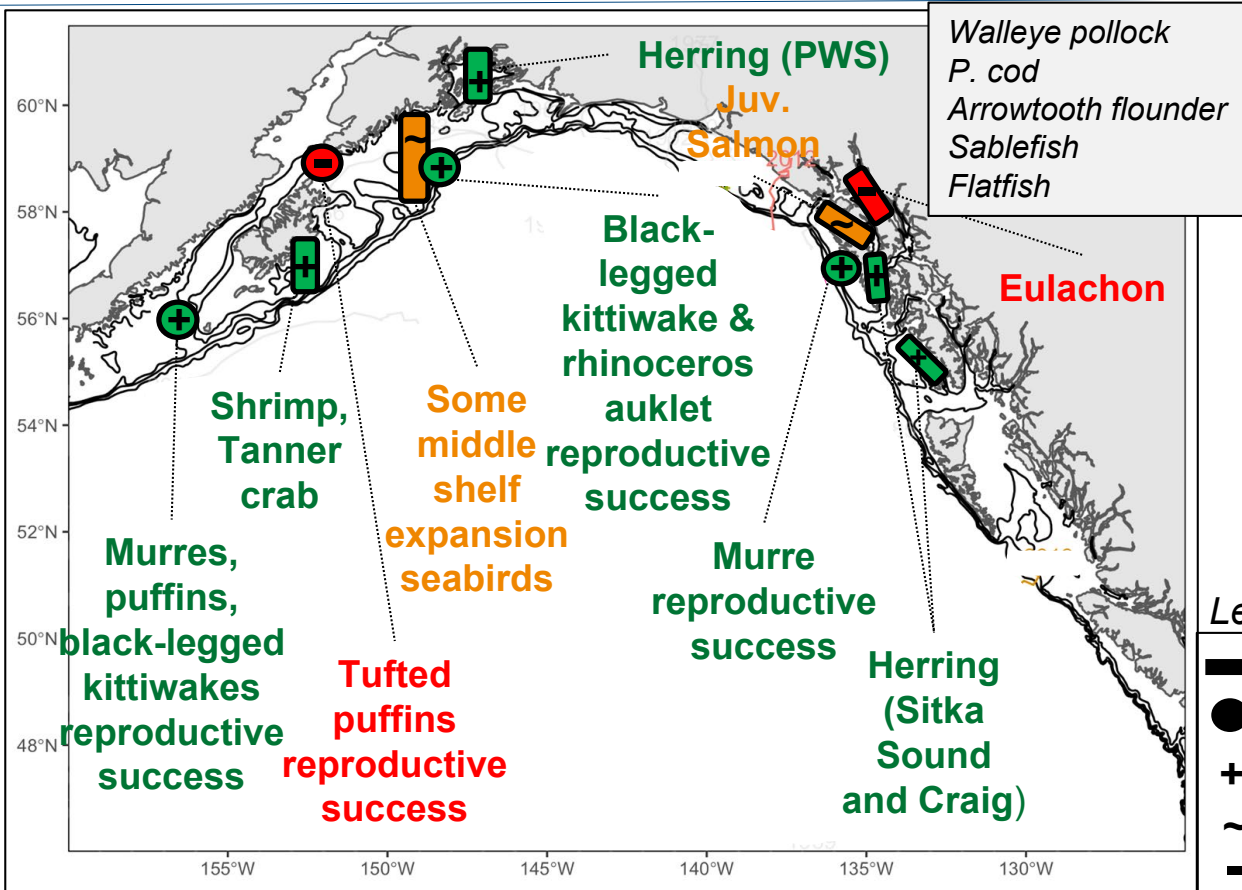 Walleye pollock
P. cod
Arrowtooth flounder
Sablefish
Flatfish
Herring (PWS)
Juv.
Salmon
Eulachon
Black-
legged
kittiwake &
rhinoceros
auklet
reproductive
success
Shrimp,
Tanner
crab
Some
middle
shelf
expansion
seabirds
Murres,
puffins,
black-legged
kittiwakes
reproductive
success
Tufted
puffins
reproductive
success
Murre
reproductive
success
Herring
(Sitka
Sound
and Craig)
Le
+
~
-
60°N
58°N
56°N
54°N
52°N
50°N
48°N
155°W
150°W
145°W
140°W
135°W
130°W